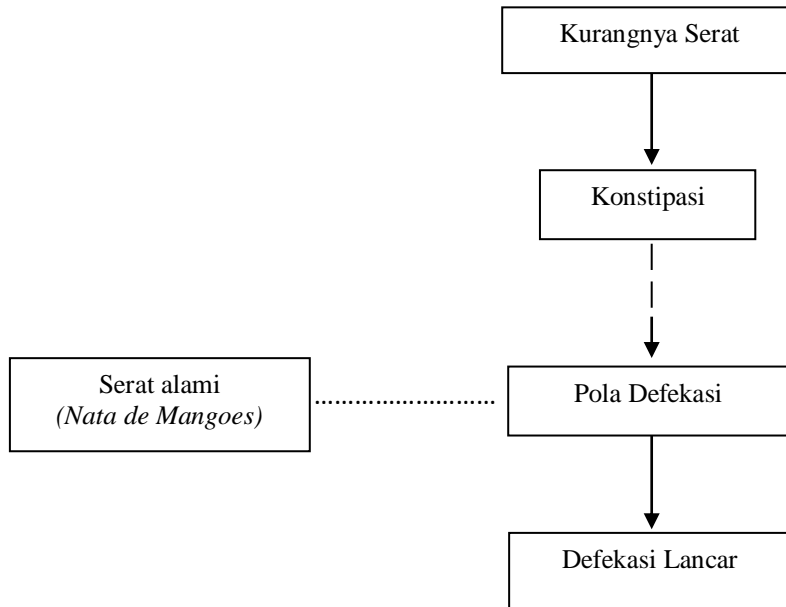 Kurangnya Serat
Konstipasi
Serat alami
(Nata de Mangoes)
Pola Defekasi
Defekasi Lancar